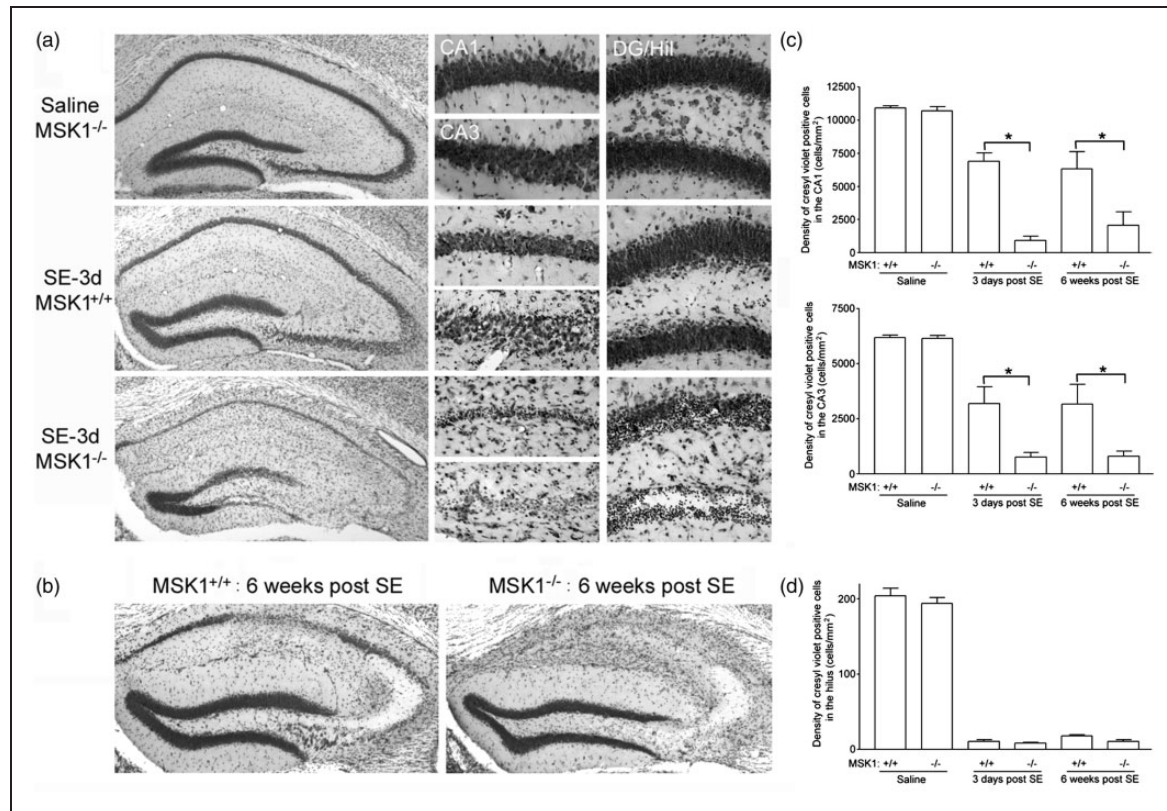 (a)
Saline
MSK1-/-
CA1
CA3
DG/Hil
SE-3d
MSK1+/+
SE-3d
MSK1-/-
(b)
MSK1+/+ : 6 weeks post SE
MSK1-/- : 6 weeks post SE
(c)
Density of cresyl violet positive cells
in the CA1 (cells/mm²)
12500
10000
7500
5000
2500
0
*
*
MSK1: +/+ -/- +/+ -/- +/+ -/-
Saline 3 days post SE 6 weeks post SE
Density of cresyl violet positive cells
in the CA3 (cells/mm²)
7500
5000
2500
0
*
*
MSK1: +/+ -/- +/+ -/- +/+ -/-
Saline 3 days post SE 6 weeks post SE
(d)
Density of cresyl violet positive cells
in the hilus (cells/mm²)
200
100
0
MSK1: +/+ -/- +/+ -/- +/+ -/-
Saline 3 days post SE 6 weeks post SE